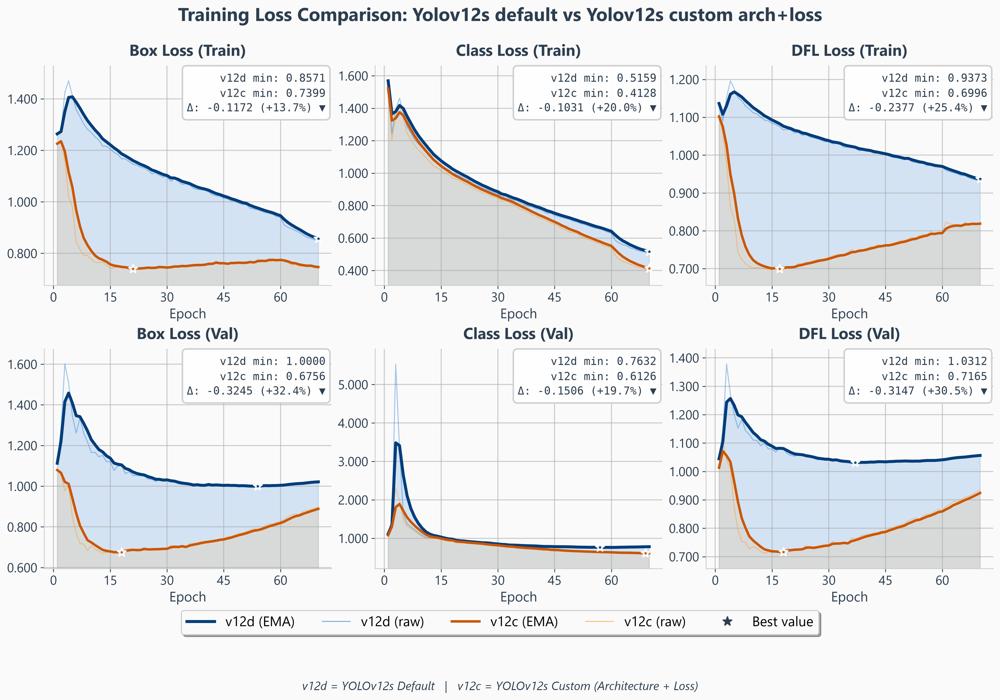 Training Loss Comparison: Yolov12s default vs Yolov12s custom arch+loss
Box Loss (Train)
v12d min: 0.8571
v12c min: 0.7399
Δ: -0.1172 (+13.7%) ▼
1.400
1.200
1.000
0.800
0 15 30 45 60
Epoch
Class Loss (Train)
v12d min: 0.5159
v12c min: 0.4128
Δ: -0.1031 (+20.0%) ▼
1.600
1.400
1.200
1.000
0.800
0.600
0.400
0 15 30 45 60
Epoch
DFL Loss (Train)
v12d min: 0.9373
v12c min: 0.6996
Δ: -0.2377 (+25.4%) ▼
1.200
1.100
1.000
0.900
0.800
0.700
0 15 30 45 60
Epoch
Box Loss (Val)
v12d min: 1.0000
v12c min: 0.6756
Δ: -0.3245 (+32.4%) ▼
1.600
1.400
1.200
1.000
0.800
0.600
0 15 30 45 60
Epoch
Class Loss (Val)
v12d min: 0.7632
v12c min: 0.6126
Δ: -0.1506 (+19.7%) ▼
5.000
4.000
3.000
2.000
1.000
0 15 30 45 60
Epoch
DFL Loss (Val)
v12d min: 1.0312
v12c min: 0.7165
Δ: -0.3147 (+30.5%) ▼
1.400
1.300
1.200
1.100
1.000
0.900
0.800
0.700
0 15 30 45 60
Epoch
v12d (EMA) v12d (raw) v12c (EMA) v12c (raw) Best value
v12d = YOLOv12s Default | v12c = YOLOv12s Custom (Architecture + Loss)